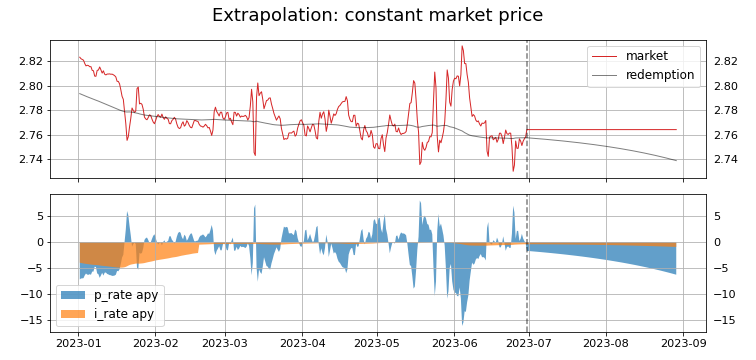 Extrapolation: constant market price
2.82 2.82
2.80 2.80
2.78 2.78
2.76 2.76
2.74 2.74
market
redemption
5 5
0 0
−5 −5
−10 −10
−15 −15
p_rate apy
i_rate apy
2023-01 2023-02 2023-03 2023-04 2023-05 2023-06 2023-07 2023-08 2023-09